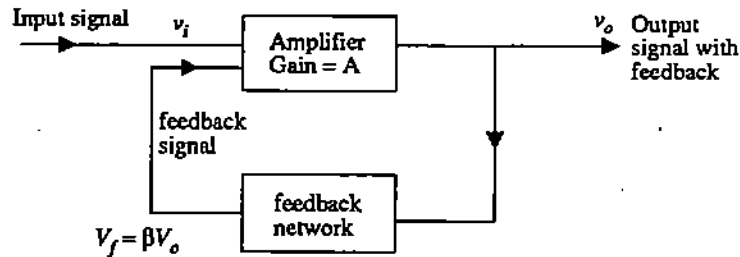 Input signal
v_i
Amplifier
Gain = A
v_o
Output
signal with
feedback
feedback
signal
feedback
network
V_f = βV_o